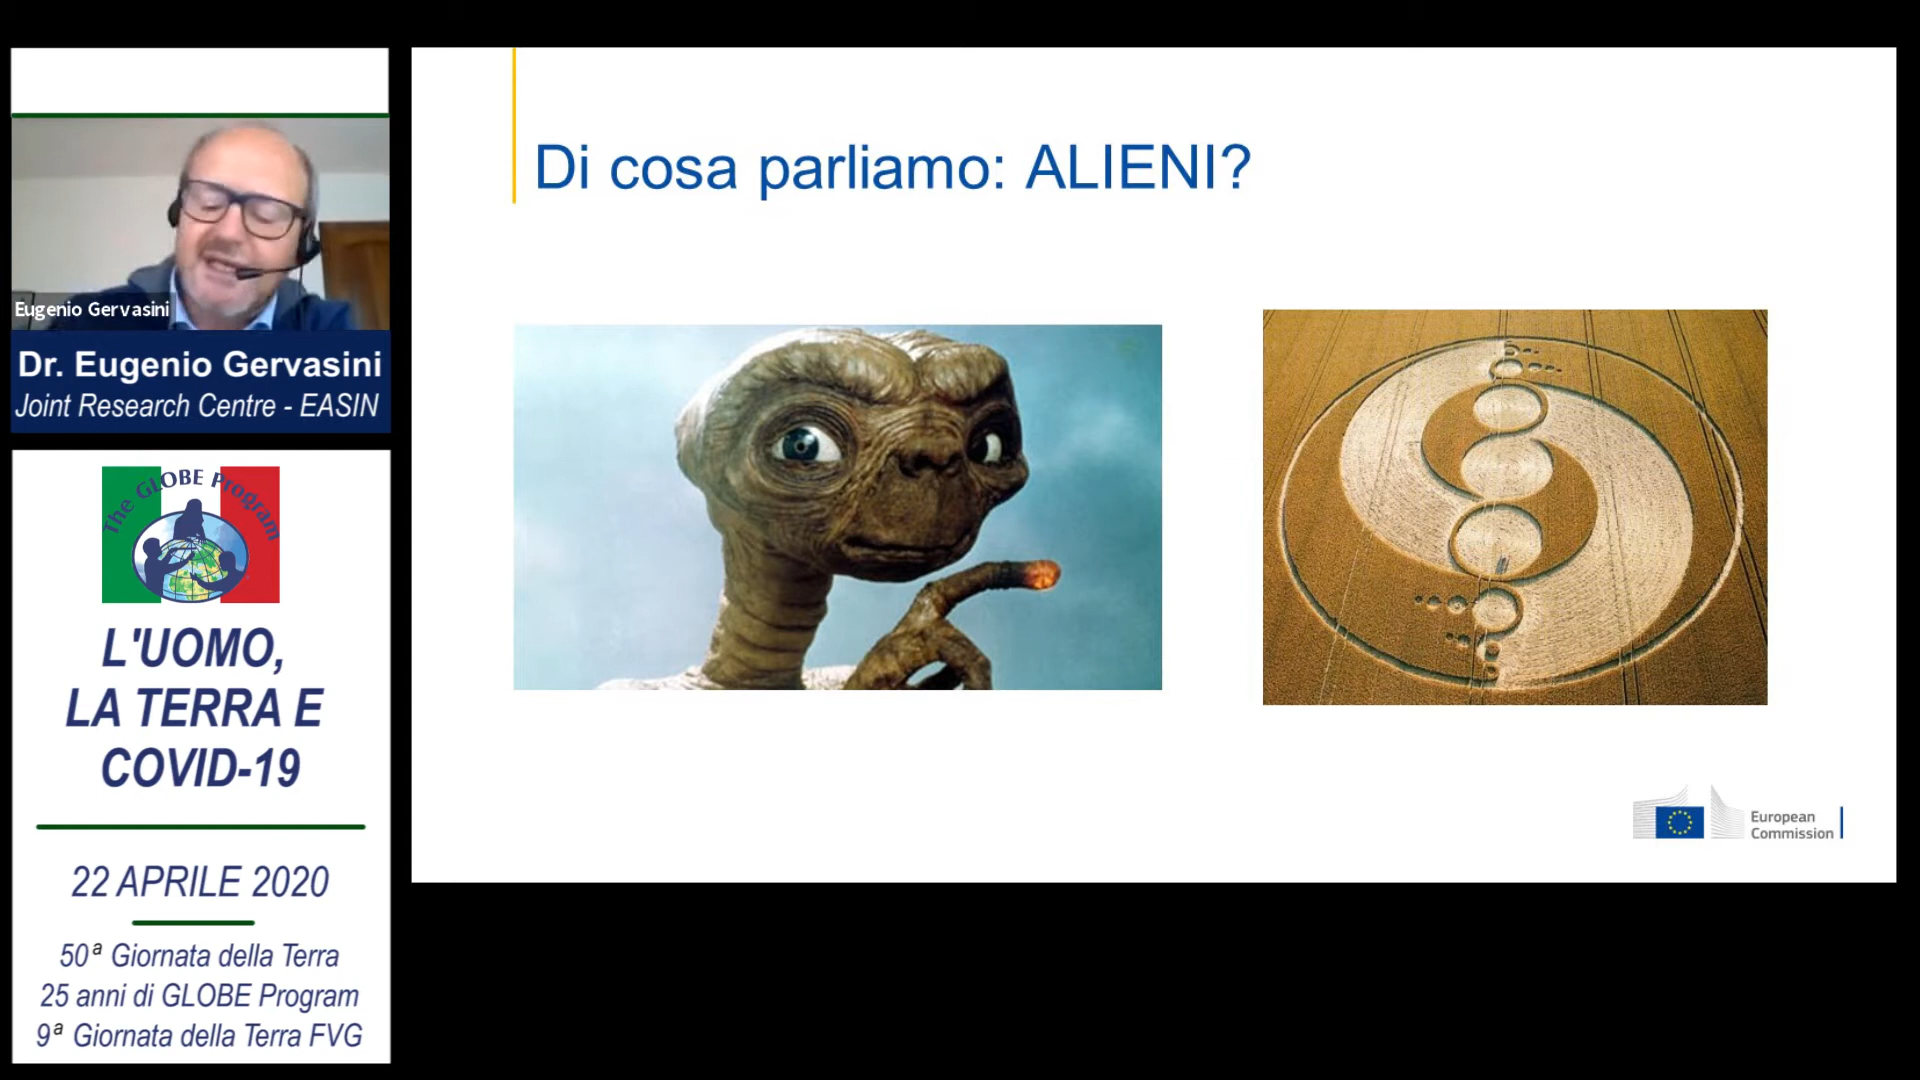 Eugenio Gervasini
Dr. Eugenio Gervasini
Joint Research Centre - EASIN
The GLOBE Program
L'UOMO,
LA TERRA E
COVID-19
22 APRILE 2020
50ª Giornata della Terra
25 anni di GLOBE Program
9ª Giornata della Terra FVG
Di cosa parliamo: ALIENI?
European
Commission